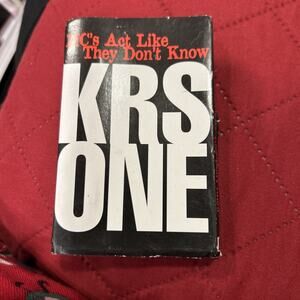 MC's Act Like
They Don't Know
KRS
ONE